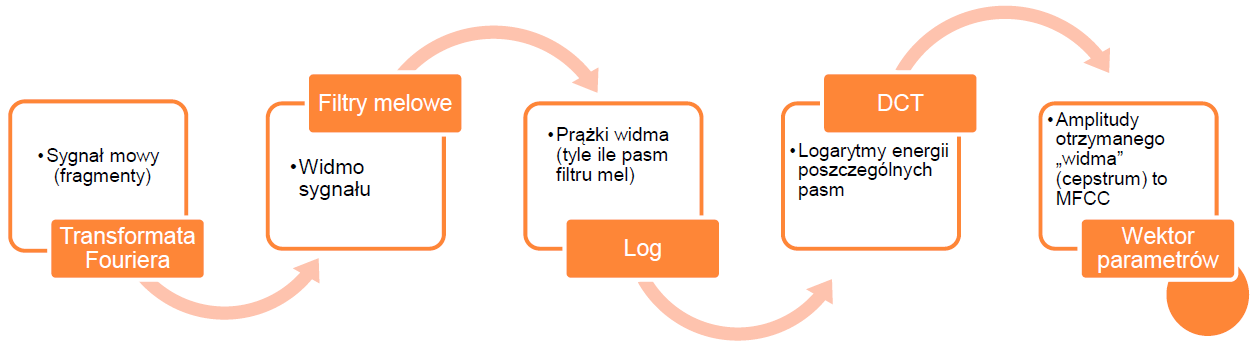 •Sygnał mowy
(fragmenty)
Transformata
Fouriera
Filtry melowe
•Widmo
sygnału
•Prążki widma
(tyle ile pasm
filtru mel)
Log
DCT
•Logarytmy energii
poszczególnych
pasm
•Amplitudy
otrzymanego
„widma”
(cepstrum) to
MFCC
Wektor
parametrów